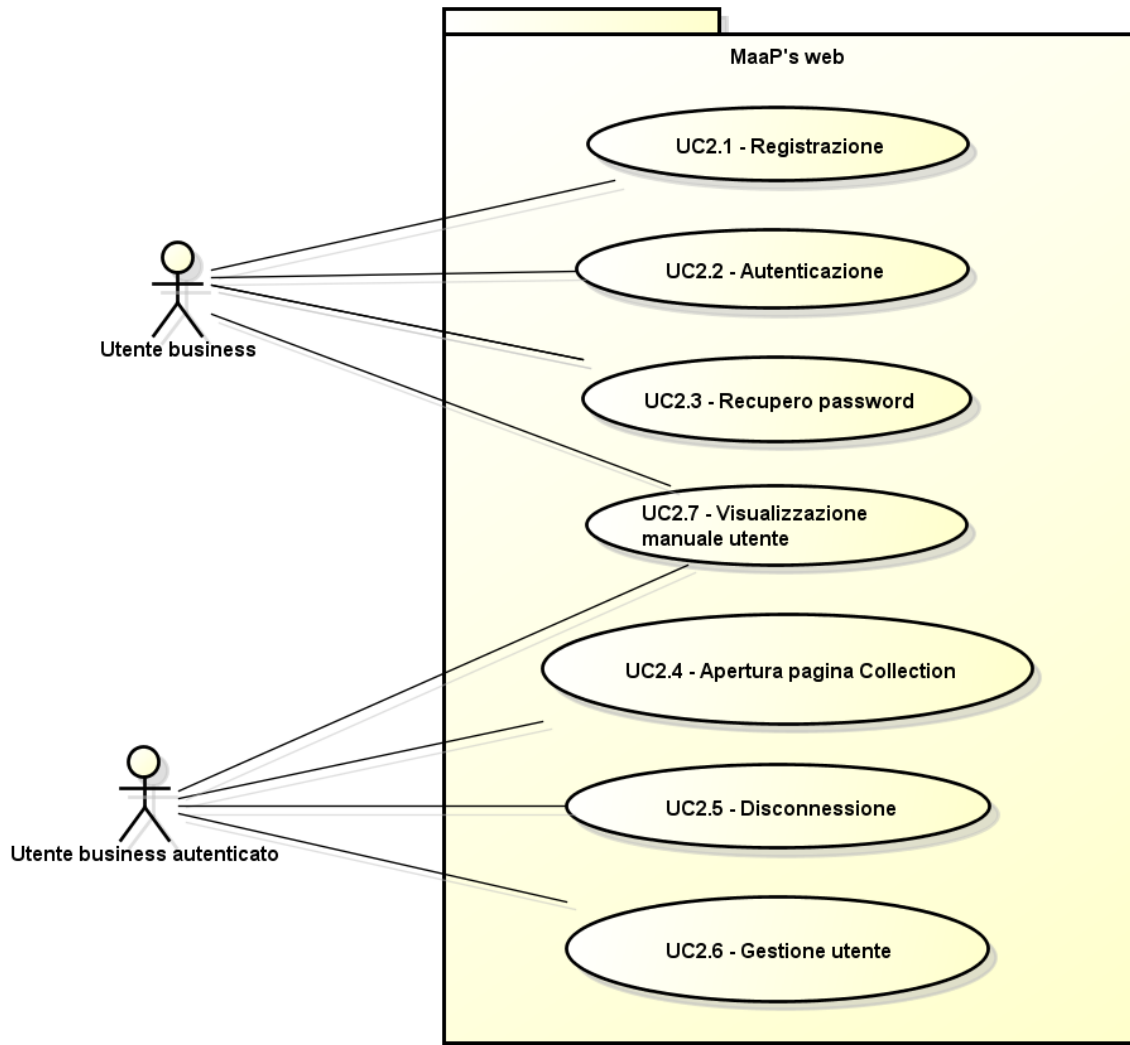 MaaP's web
UC2.1 - Registrazione
UC2.2 - Autenticazione
Utente business
UC2.3 - Recupero password
UC2.7 - Visualizzazione
manuale utente
UC2.4 - Apertura pagina Collection
UC2.5 - Disconnessione
Utente business autenticato
UC2.6 - Gestione utente